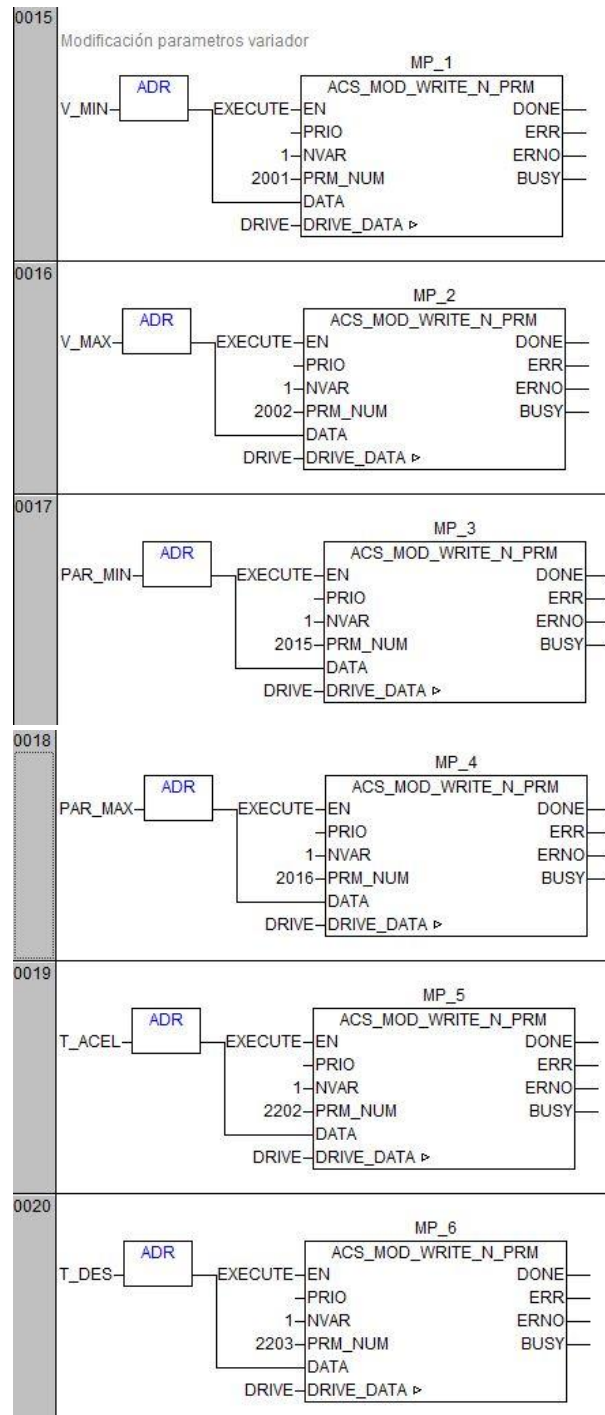 0015
Modificación parametros variador
MP_1
ADR ACS_MOD_WRITE_N_PRM
V_MIN EXECUTE EN DONE
PRIO ERR
1 NVAR ERNO
2001 PRM_NUM BUSY
DATA
DRIVE DRIVE_DATA
0016
MP_2
ADR ACS_MOD_WRITE_N_PRM
V_MAX EXECUTE EN DONE
PRIO ERR
1 NVAR ERNO
2002 PRM_NUM BUSY
DATA
DRIVE DRIVE_DATA
0017
MP_3
ADR ACS_MOD_WRITE_N_PRM
PAR_MIN EXECUTE EN DONE
PRIO ERR
1 NVAR ERNO
2015 PRM_NUM BUSY
DATA
DRIVE DRIVE_DATA
0018
MP_4
ADR ACS_MOD_WRITE_N_PRM
PAR_MAX EXECUTE EN DONE
PRIO ERR
1 NVAR ERNO
2016 PRM_NUM BUSY
DATA
DRIVE DRIVE_DATA
0019
MP_5
ADR ACS_MOD_WRITE_N_PRM
T_ACEL EXECUTE EN DONE
PRIO ERR
1 NVAR ERNO
2202 PRM_NUM BUSY
DATA
DRIVE DRIVE_DATA
0020
MP_6
ADR ACS_MOD_WRITE_N_PRM
T_DES EXECUTE EN DONE
PRIO ERR
1 NVAR ERNO
2203 PRM_NUM BUSY
DATA
DRIVE DRIVE_DATA